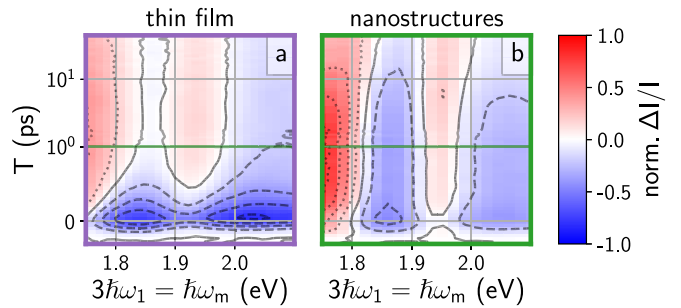 thin film
nanostructures
a
b
T (ps)
10¹
10⁰
0
1.8
1.9
2.0
1.8
1.9
2.0
3ℏω₁ = ℏωₘ (eV)
3ℏω₁ = ℏωₘ (eV)
1.0
0.5
0.0
-0.5
-1.0
norm. ΔI/I